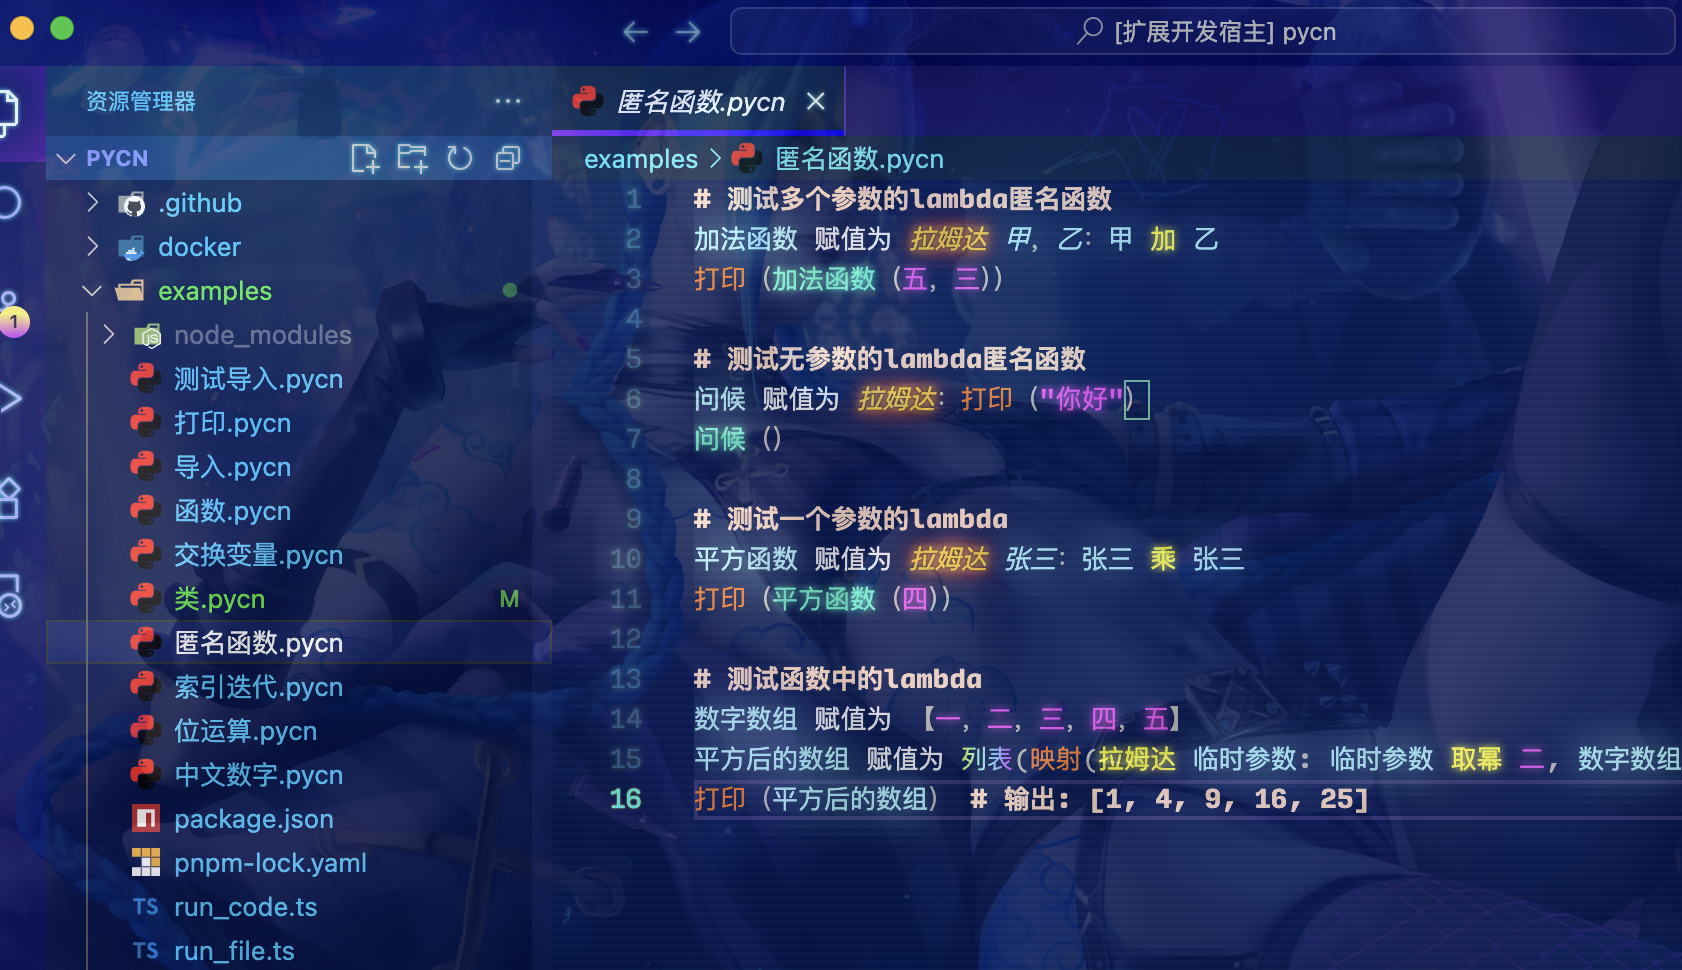 [扩展开发宿主] pycn
资源管理器
PYCN
.github
docker
examples
node_modules
测试导入.pycn
打印.pycn
导入.pycn
函数.pycn
交换变量.pycn
类.pycn M
匿名函数.pycn
索引迭代.pycn
位运算.pycn
中文数字.pycn
package.json
pnpm-lock.yaml
TS run_code.ts
TS run_file.ts
1
匿名函数.pycn
examples > 匿名函数.pycn
1 # 测试多个参数的lambda匿名函数
2 加法函数 赋值为 拉姆达 甲, 乙: 甲 加 乙
3 打印 (加法函数 (五, 三))
4
5 # 测试无参数的lambda匿名函数
6 问候 赋值为 拉姆达: 打印 ("你好")
7 问候 ()
8
9 # 测试一个参数的lambda
10 平方函数 赋值为 拉姆达 张三: 张三 乘 张三
11 打印 (平方函数 (四))
12
13 # 测试函数中的lambda
14 数字数组 赋值为 【一, 二, 三, 四, 五】
15 平方后的数组 赋值为 列表(映射(拉姆达 临时参数: 临时参数 取幂 二, 数字数组
16 打印 (平方后的数组) # 输出: [1, 4, 9, 16, 25]